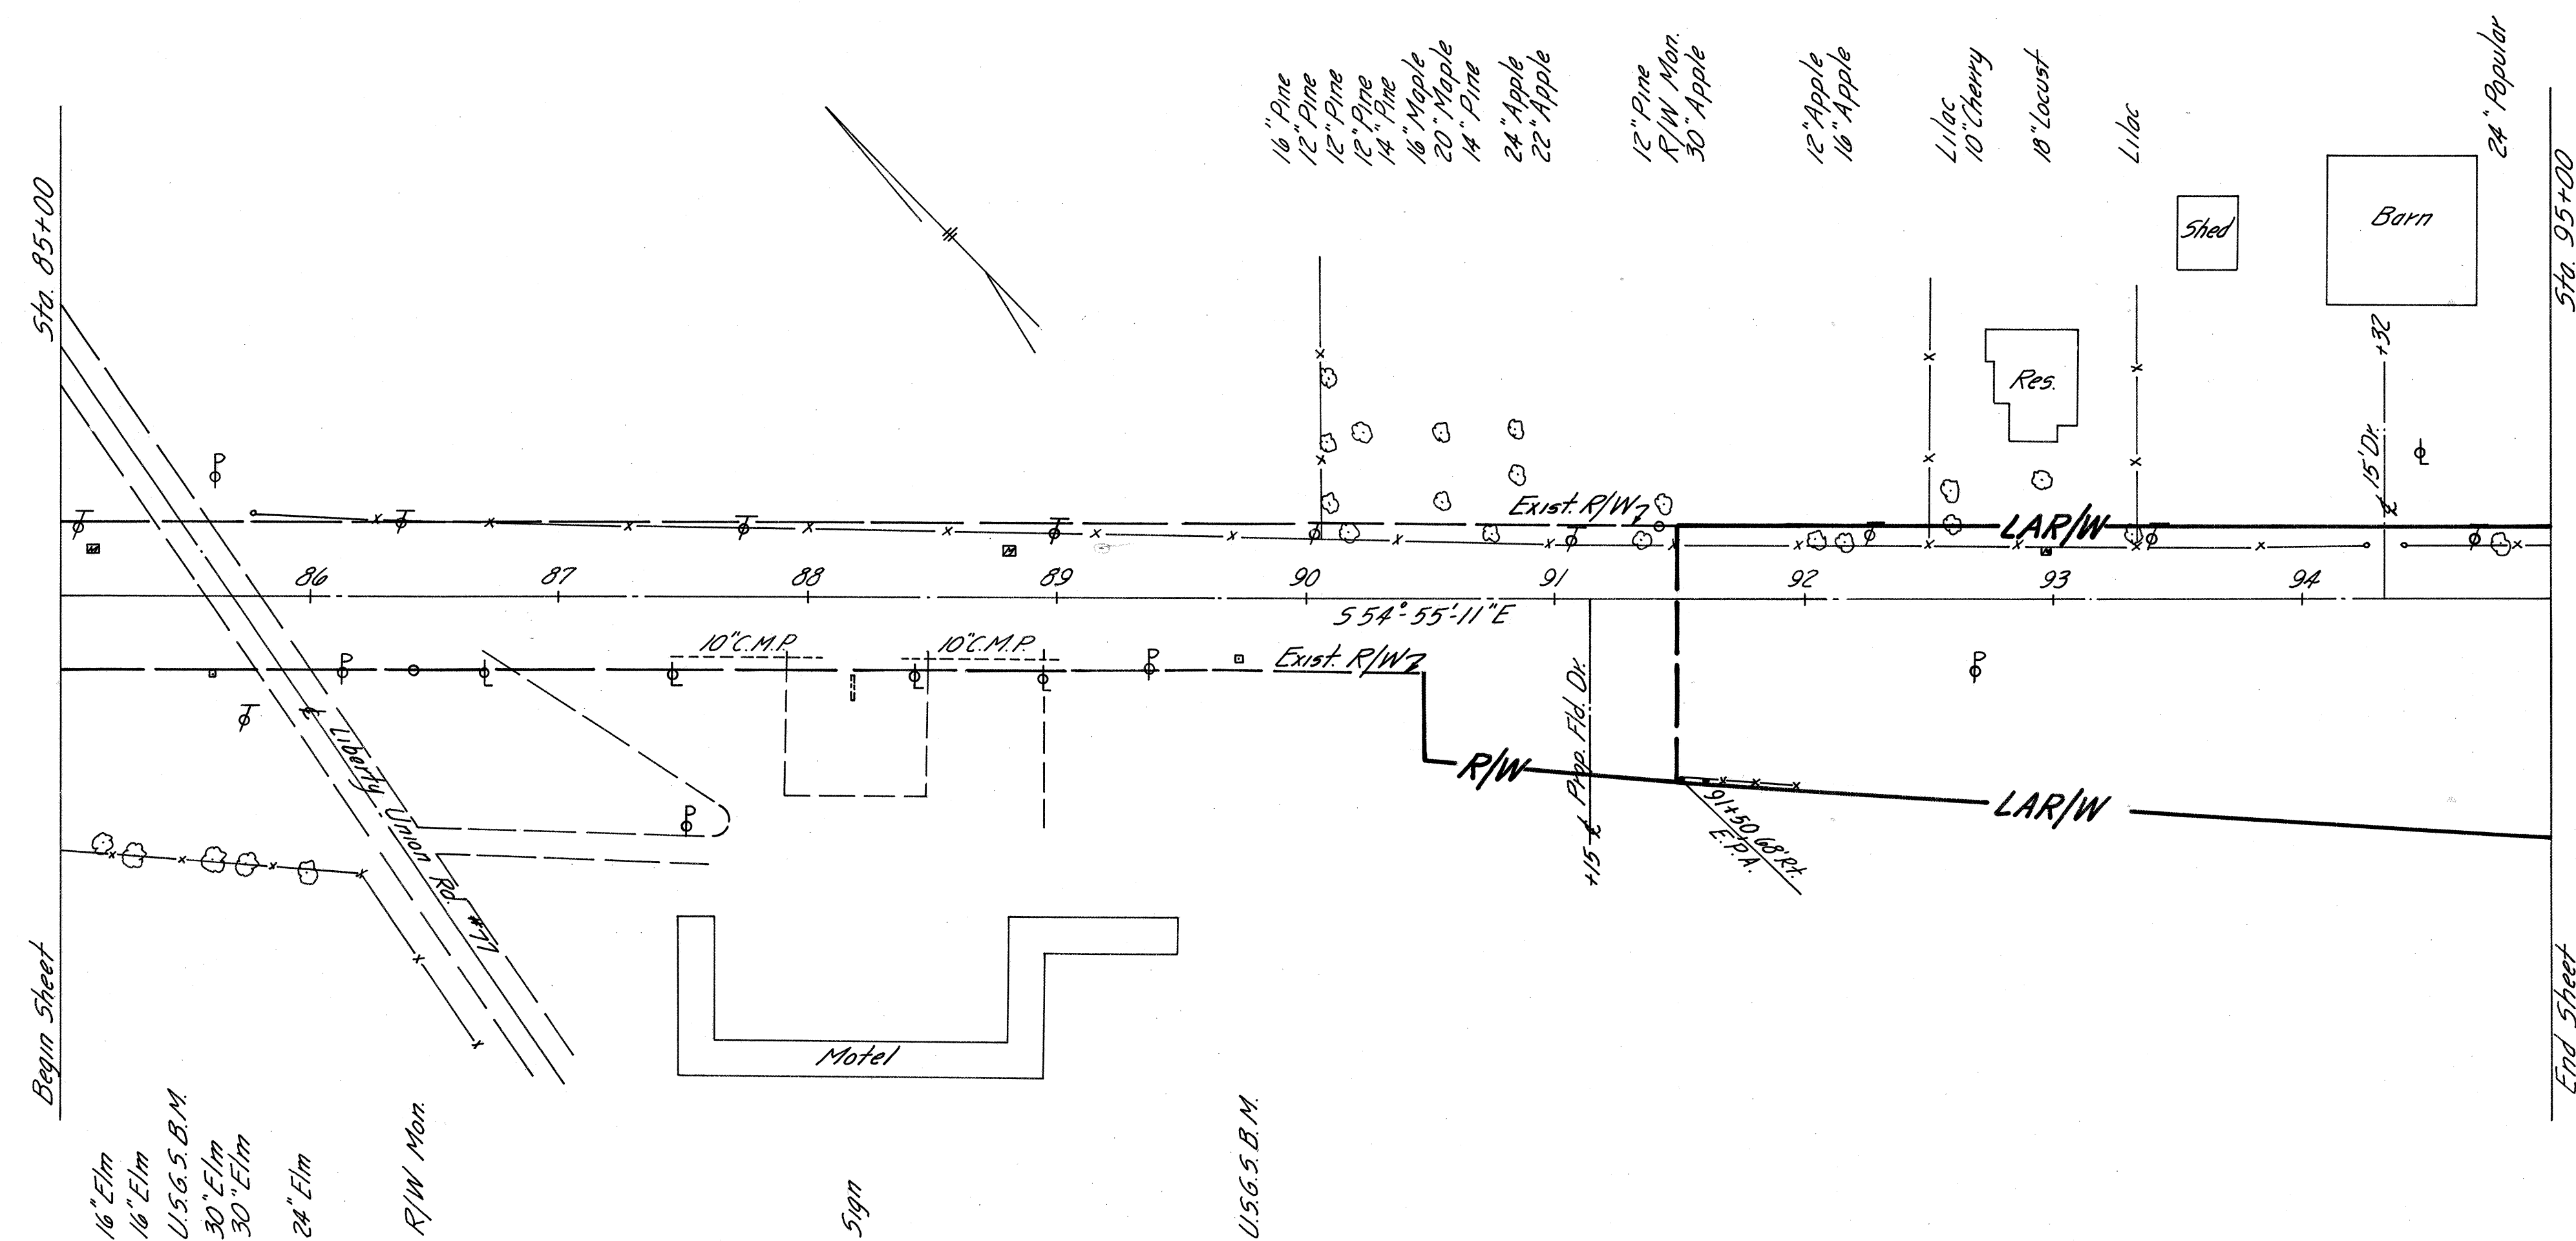 Sta. 85+00
16" Pine
12" Pine
12" Pine
12" Pine
14" Pine
16" Maple
20" Maple
14" Pine
24" Apple
22" Apple
12" Pine
R/W Mon.
30" Apple
12" Apple
16" Apple
Lilac
10" Cherry
18" Locust
Lilac
24" Popular
Sta. 95+00
Shed
Barn
Res.
+32
15' Dr.
℄
P
Exist. R/W
LAR/W
86
87
88
89
90
91
92
93
94
S 54°-55'-11" E
10" C.M.P.
10" C.M.P.
Exist. R/W
P
P
P
P
R/W
LAR/W
Prop. Fld. Dr.
℄
+15
91+50, 68' Rt.
E.P.A.
℄
Liberty Union Rd.
Motel
Begin Sheet
End Sheet
16" Elm
16" Elm
U.S.G.S. B.M.
30" Elm
30" Elm
24" Elm
R/W Mon.
Sign
U.S.G.S. B.M.